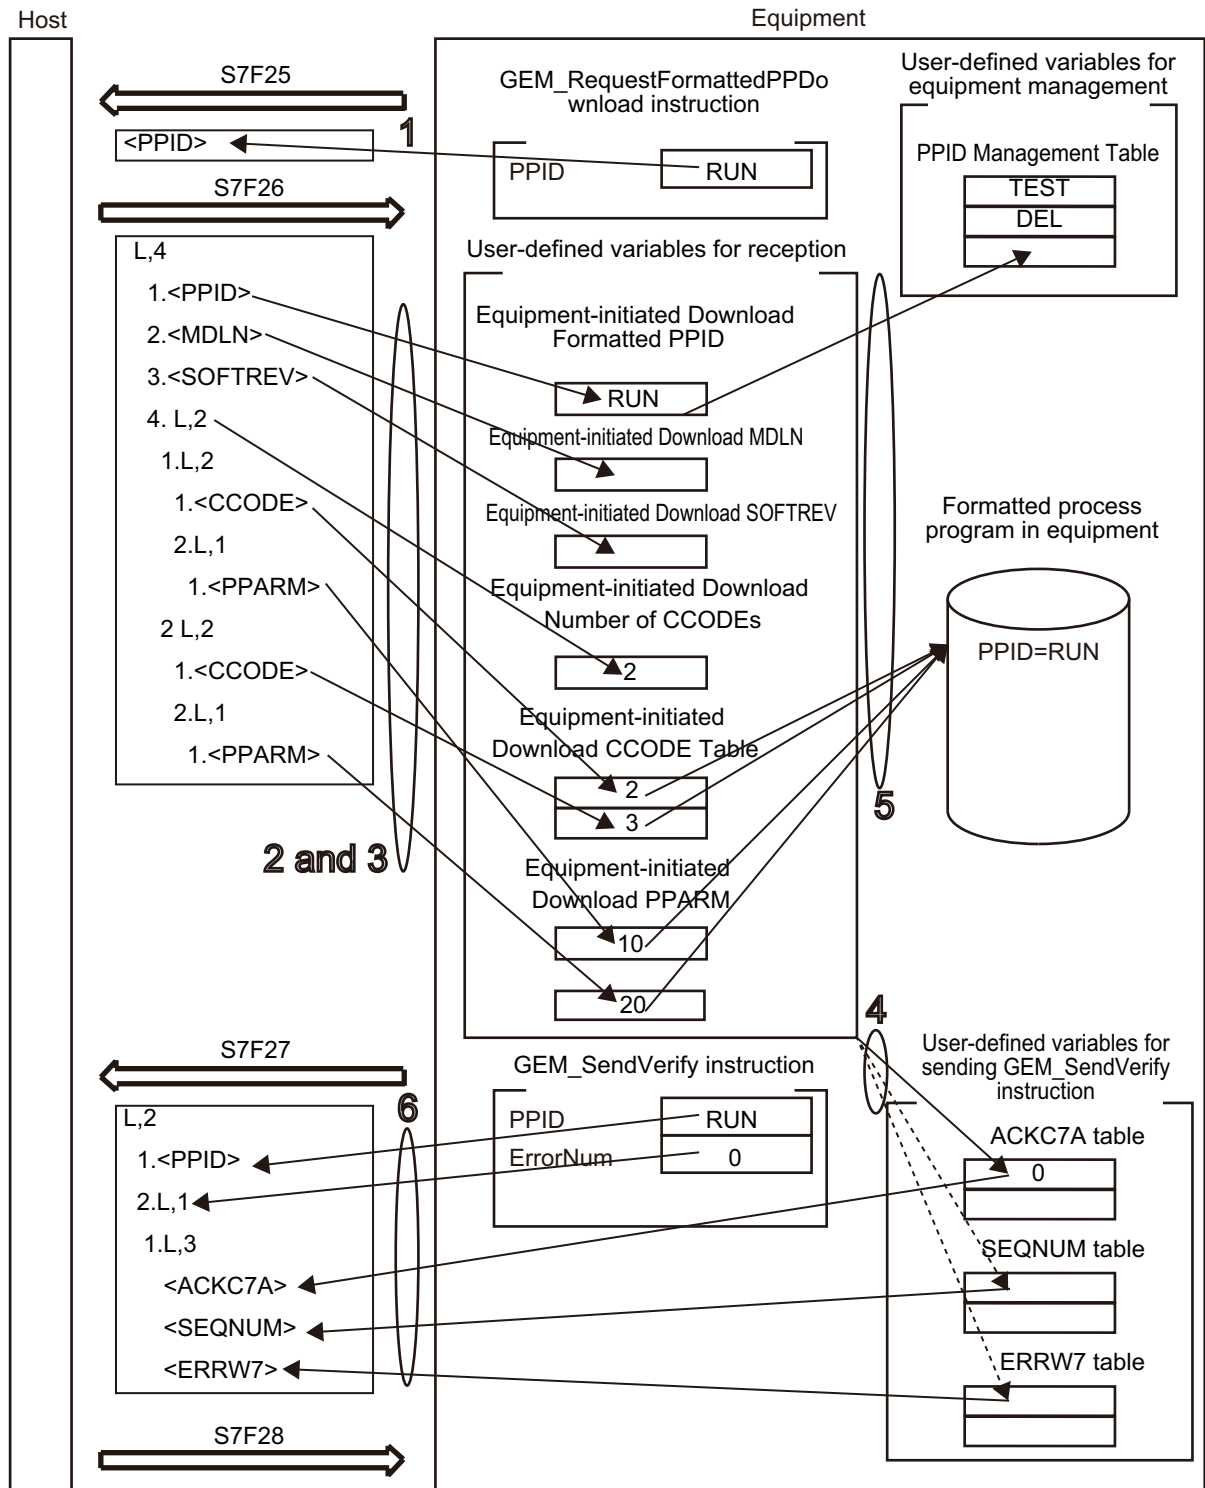 Host
Equipment
S7F25
1
<PPID>
S7F26
L,4
1.<PPID>
2.<MDLN>
3.<SOFTREV>
4. L,2
1.L,2
1.<CCODE>
2.L,1
1.<PPARM>
2 L,2
1.<CCODE>
2.L,1
1.<PPARM>
2 and 3
GEM_RequestFormattedPPDo
wnload instruction
PPID
RUN
User-defined variables for reception
Equipment-initiated Download
Formatted PPID
RUN
Equipment-initiated Download MDLN
Equipment-initiated Download SOFTREV
Equipment-initiated Download
Number of CCODEs
2
Equipment-initiated
Download CCODE Table
2
3
Equipment-initiated
Download PPARM
10
20
User-defined variables for
equipment management
PPID Management Table
TEST
DEL
5
Formatted process
program in equipment
PPID=RUN
4
S7F27
6
L,2
1.<PPID>
2.L,1
1.L,3
<ACKC7A>
<SEQNUM>
<ERRW7>
S7F28
GEM_SendVerify instruction
PPID
RUN
ErrorNum
0
User-defined variables for
sending GEM_SendVerify
instruction
ACKC7A table
0
SEQNUM table
ERRW7 table